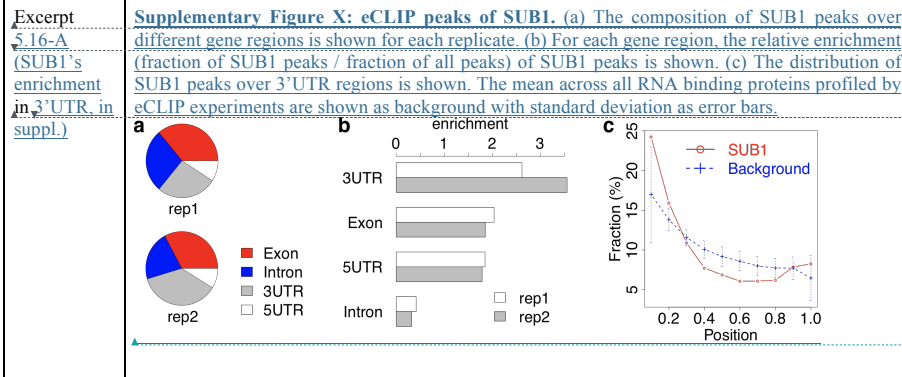 Excerpt
5.16-A
(SUB1's
enrichment
in 3'UTR, in
suppl.)
Supplementary Figure X: eCLIP peaks of SUB1. (a) The composition of SUB1 peaks over
different gene regions is shown for each replicate. (b) For each gene region, the relative enrichment
(fraction of SUB1 peaks / fraction of all peaks) of SUB1 peaks is shown. (c) The distribution of
SUB1 peaks over 3'UTR regions is shown. The mean across all RNA binding proteins profiled by
eCLIP experiments are shown as background with standard deviation as error bars.
a
rep1
rep2
Exon
Intron
3UTR
5UTR
b
enrichment
0 1 2 3
3UTR
Exon
5UTR
Intron
rep1
rep2
c
Fraction (%)
25
20
15
10
5
SUB1
Background
0.2 0.4 0.6 0.8 1.0
Position